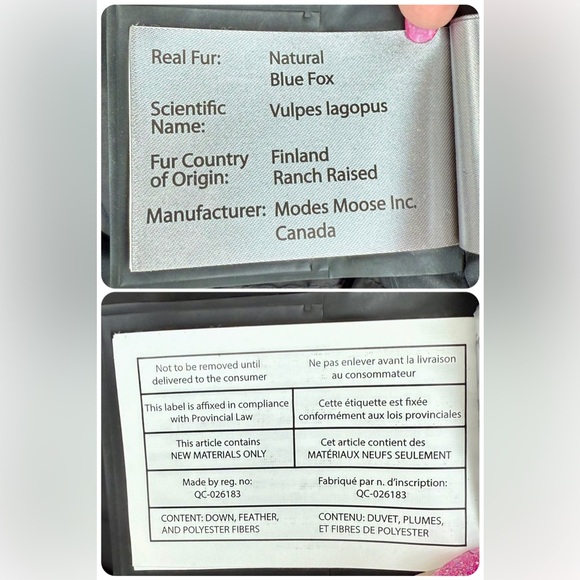 Real Fur: Natural
Blue Fox
Scientific Name: Vulpes lagopus
Fur Country of Origin: Finland
Ranch Raised
Manufacturer: Modes Moose Inc.
Canada
Not to be removed until
delivered to the consumer
Ne pas enlever avant la livraison
au consommateur
This label is affixed in compliance
with Provincial Law
Cette étiquette est fixée
conformément aux lois provinciales
This article contains
NEW MATERIALS ONLY
Cet article contient des
MATÉRIAUX NEUFS SEULEMENT
Made by reg. no:
QC-026183
Fabriqué par n. d'inscription:
QC-026183
CONTENT: DOWN, FEATHER,
AND POLYESTER FIBERS
CONTENU: DUVET, PLUMES,
ET FIBRES DE POLYESTER